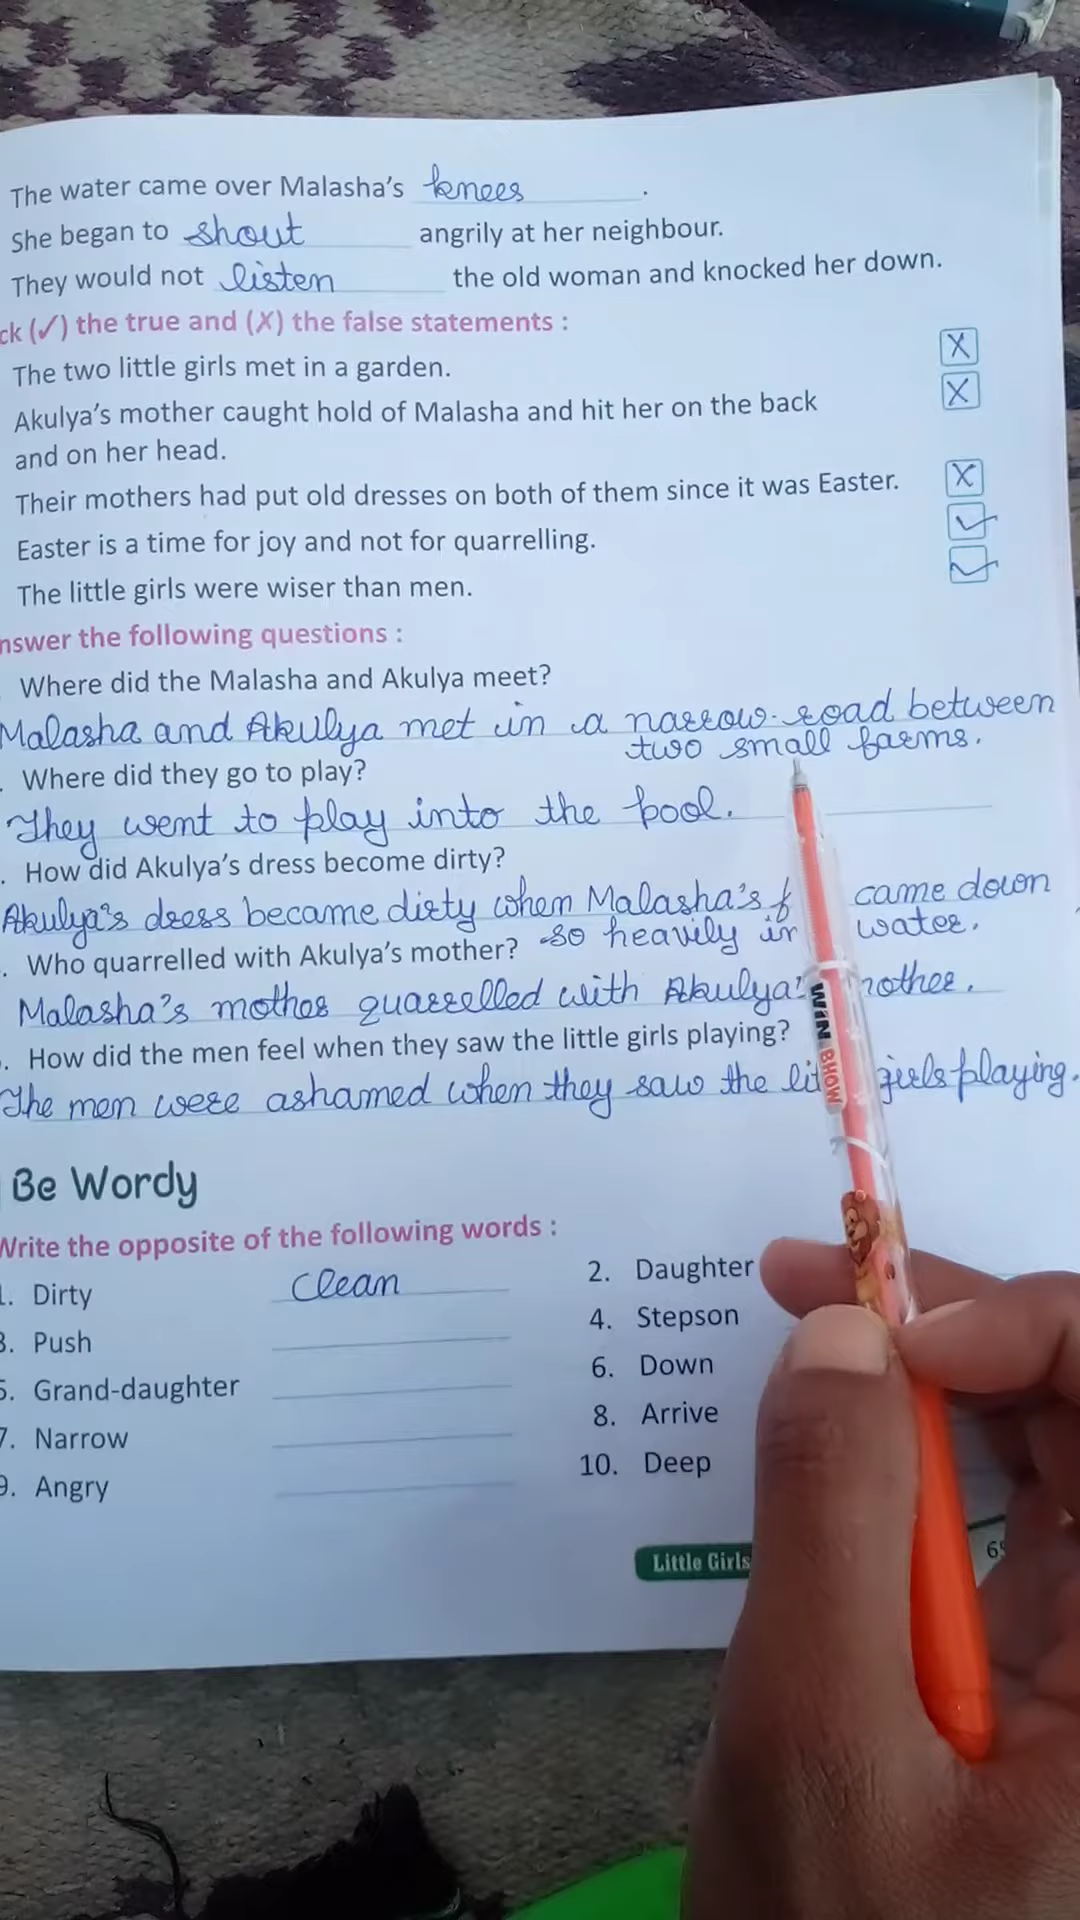 The water came over Malasha's knees .
She began to shout angrily at her neighbour.
They would not listen the old woman and knocked her down.
ck (✓) the true and (✗) the false statements :
The two little girls met in a garden. X
Akulya's mother caught hold of Malasha and hit her on the back X
and on her head.
Their mothers had put old dresses on both of them since it was Easter. X
Easter is a time for joy and not for quarrelling. ✓
The little girls were wiser than men. ✓
nswer the following questions :
Where did the Malasha and Akulya meet?
Malasha and Akulya met in a narrow road between
two small farms.
Where did they go to play?
They went to play into the pool.
How did Akulya's dress become dirty?
Akulya's dress became dirty when Malasha's f came down
so heavily in water.
Who quarrelled with Akulya's mother?
Malasha's mother quarrelled with Akulya' mother.
How did the men feel when they saw the little girls playing?
The men were ashamed when they saw the lit girls playing.
Be Wordy
Write the opposite of the following words :
1. Dirty Clean 2. Daughter
3. Push 4. Stepson
5. Grand-daughter 6. Down
7. Narrow 8. Arrive
9. Angry 10. Deep
Little Girls
WIN BHOW